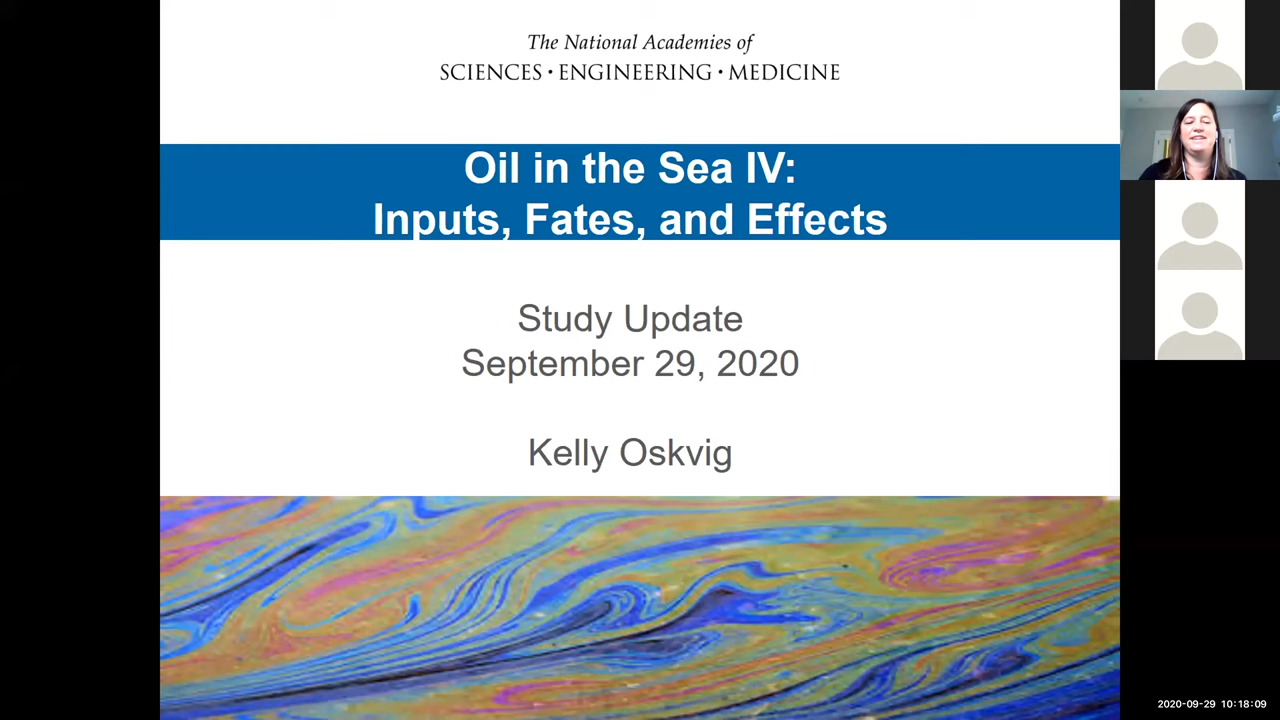 The National Academies of
SCIENCES • ENGINEERING • MEDICINE
Oil in the Sea IV:
Inputs, Fates, and Effects
Study Update
September 29, 2020
Kelly Oskvig
2020-09-29 10:18:09